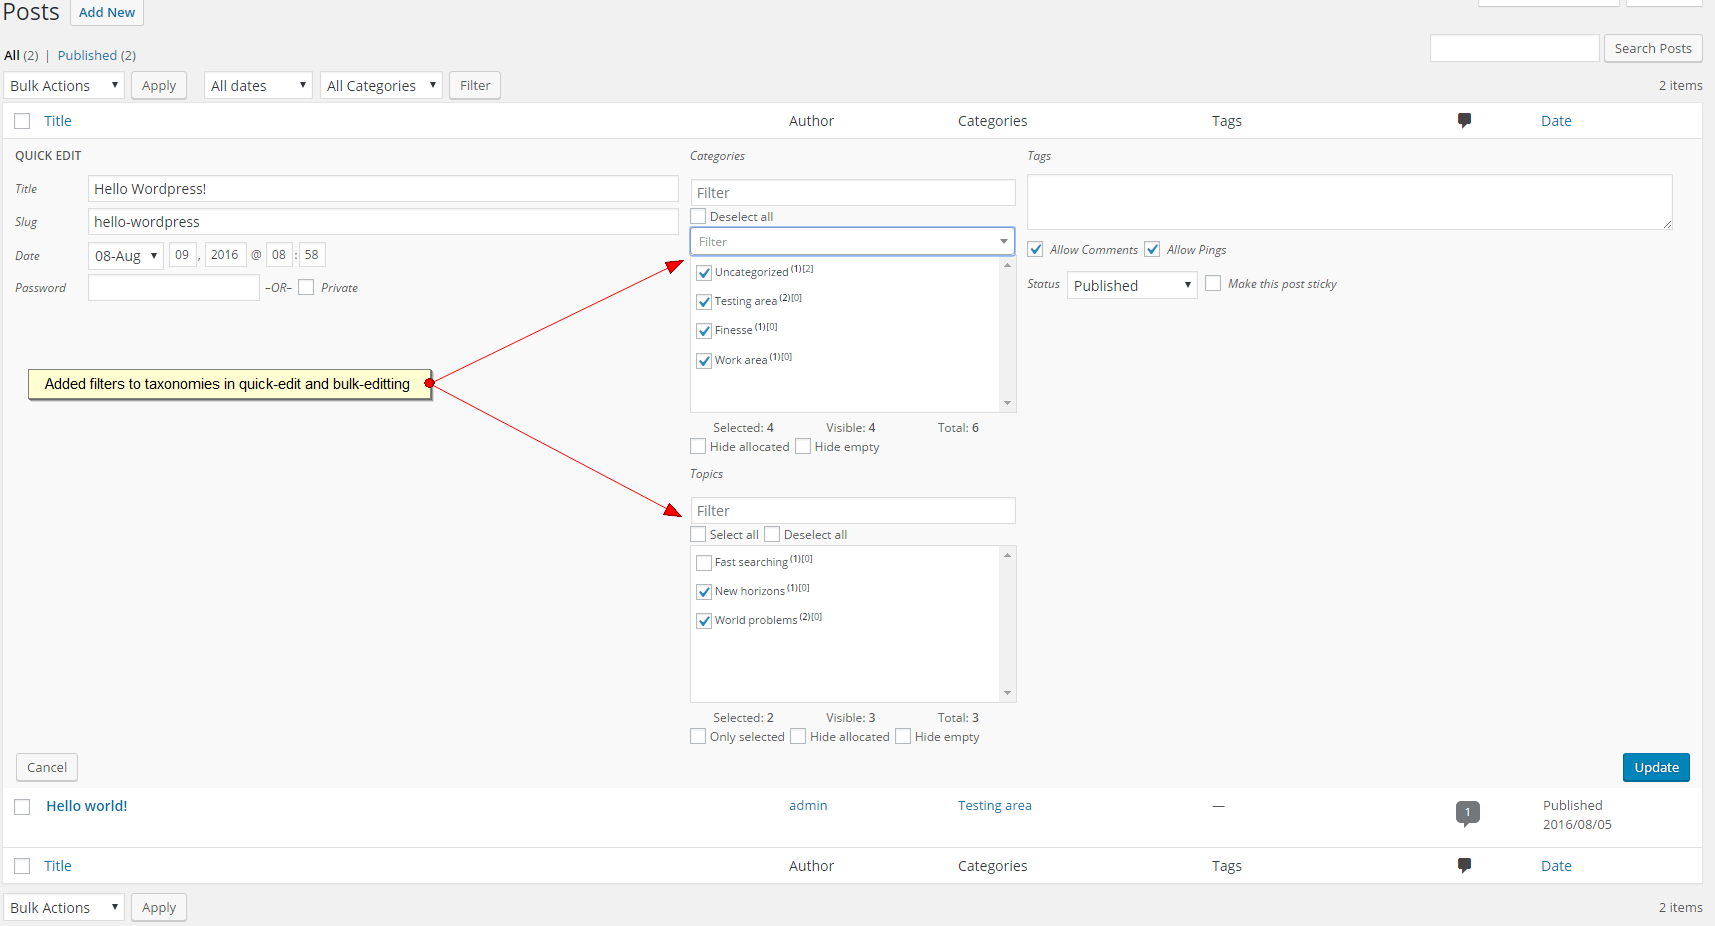 Posts Add New
All (2) | Published (2)
Search Posts
Bulk Actions Apply All dates All Categories Filter 2 items
Title Author Categories Tags Date
QUICK EDIT
Title Hello Wordpress!
Slug hello-wordpress
Date 08-Aug 09 , 2016 @ 08 : 58
Password –OR– Private
Categories
Filter
Deselect all
Filter
Uncategorized (1)[2]
Testing area (2)[0]
Finesse (1)[0]
Work area (1)[0]
Selected: 4 Visible: 4 Total: 6
Hide allocated Hide empty
Topics
Filter
Select all Deselect all
Fast searching (1)[0]
New horizons (1)[0]
World problems (2)[0]
Selected: 2 Visible: 3 Total: 3
Only selected Hide allocated Hide empty
Tags
Allow Comments Allow Pings
Status Published Make this post sticky
Added filters to taxonomies in quick-edit and bulk-editting
Cancel Update
Hello world! admin Testing area — 1 Published
2016/08/05
Title Author Categories Tags Date
Bulk Actions Apply 2 items